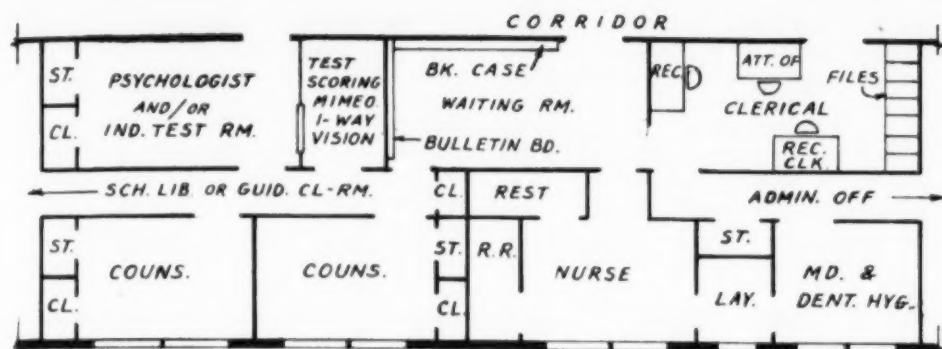 CORRIDOR
ST.
CL.
PSYCHOLOGIST
AND/OR
IND. TEST RM.
TEST
SCORING
MIMEO.
1-WAY
VISION
BK. CASE
WAITING RM.
BULLETIN BD.
REC.
ATT. OF
FILES
CLERICAL
REC.
CLK.
SCH. LIB. OR GUID. CL-RM.
CL.
REST
ADMIN. OFF
ST.
CL.
COUNS.
COUNS.
ST.
CL.
R.R.
NURSE
ST.
LAV.
MD. &
DENT. HYG.